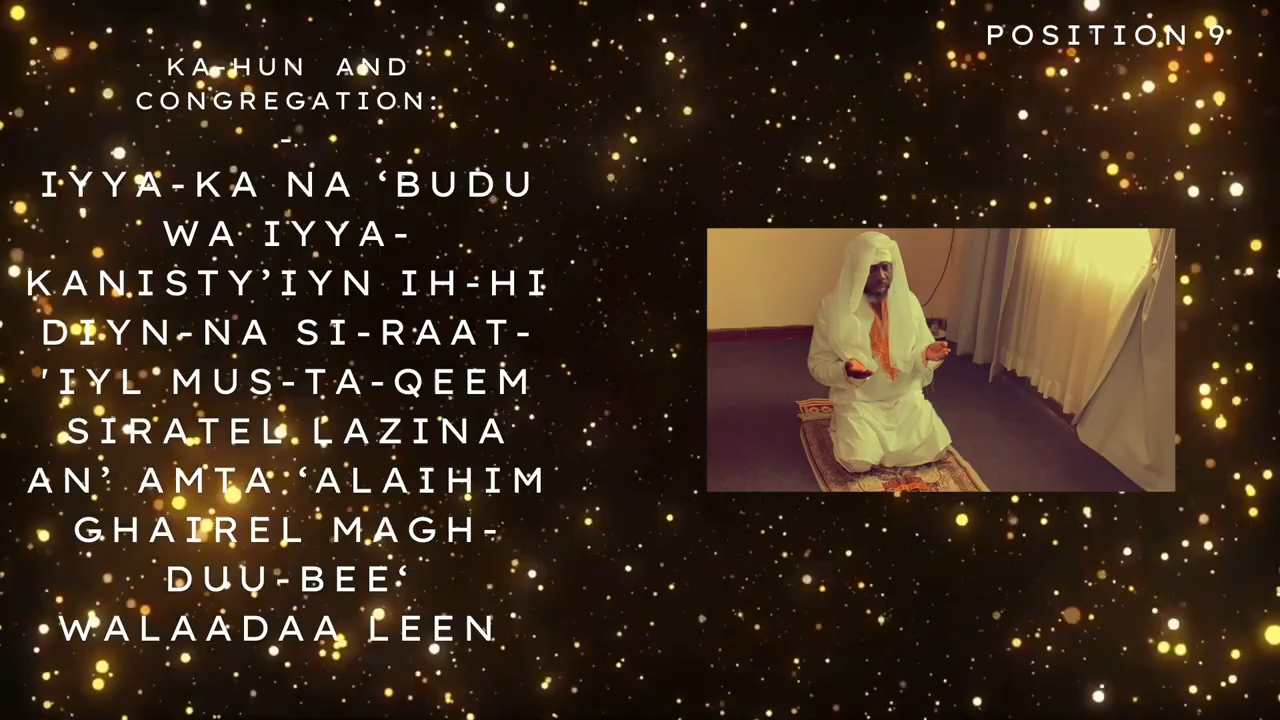 POSITION 9
KA-HUN AND
CONGREGATION:
-
IYYA-KA NA ‘BUDU
WA IYYA-
KANISTY’IYN IH-HI
DIYN-NA SI-RAAT-
'IYL MUS-TA-QEEM
SIRATEL LAZINA
AN’ AMTA ‘ALAIHIM
GHAIREL MAGH-
DUU-BEE‘
WALAADAA LEEN